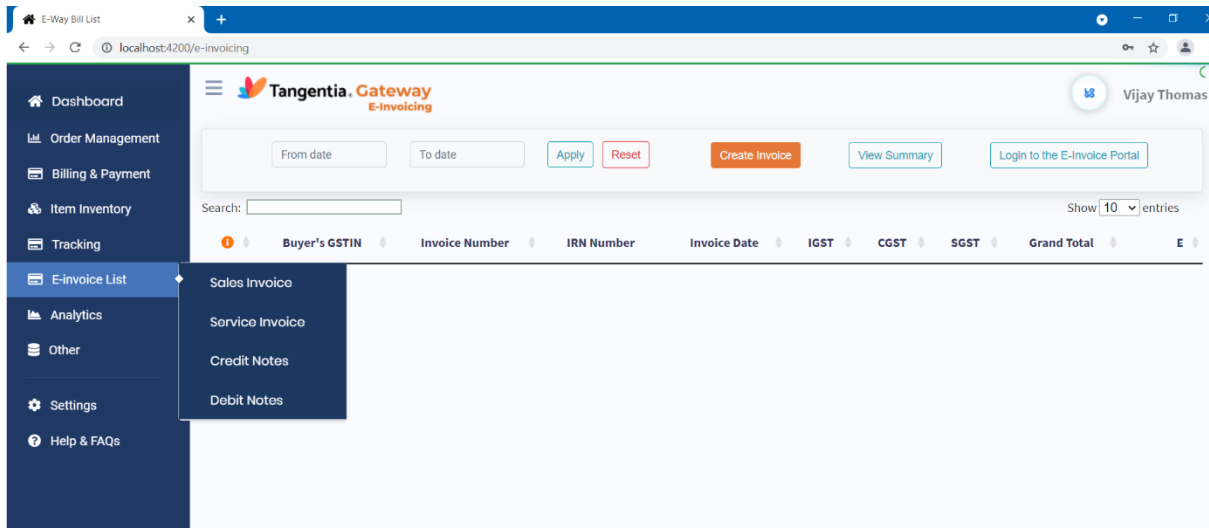 E-Way Bill List
localhost:4200/e-invoicing
Tangentia. Gateway
E-Invoicing
Vijay Thomas
Dashboard
Order Management
Billing & Payment
Item Inventory
Tracking
E-invoice List
Analytics
Other
Settings
Help & FAQs
Sales Invoice
Service Invoice
Credit Notes
Debit Notes
From date To date Apply Reset Create Invoice View Summary Login to the E-Invoice Portal
Search: Show 10 entries
Buyer's GSTIN Invoice Number IRN Number Invoice Date IGST CGST SGST Grand Total E